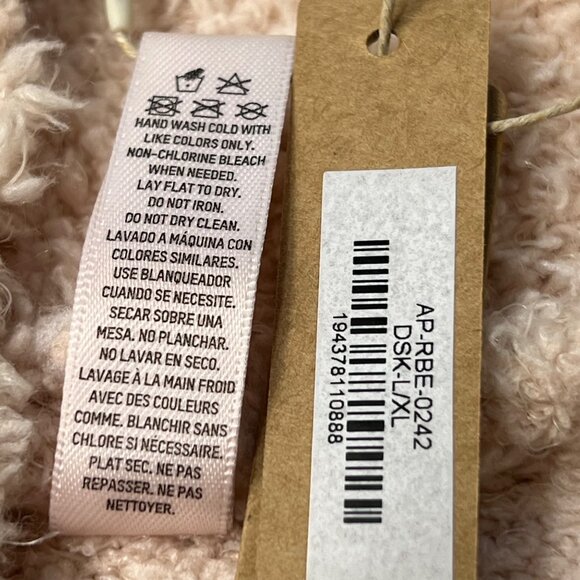 HAND WASH COLD WITH
LIKE COLORS ONLY.
NON-CHLORINE BLEACH
WHEN NEEDED.
LAY FLAT TO DRY.
DO NOT IRON.
DO NOT DRY CLEAN.
LAVADO A MÁQUINA CON
COLORES SIMILARES.
USE BLANQUEADOR
CUANDO SE NECESITE.
SECAR SOBRE UNA
MESA. NO PLANCHAR.
NO LAVAR EN SECO.
LAVAGE À LA MAIN FROID
AVEC DES COULEURS
COMME. BLANCHIR SANS
CHLORE SI NÉCESSAIRE.
PLAT SEC. NE PAS
REPASSER. NE PAS
NETTOYER.
AP-RBE-0242
DSK-L/XL
194378110888